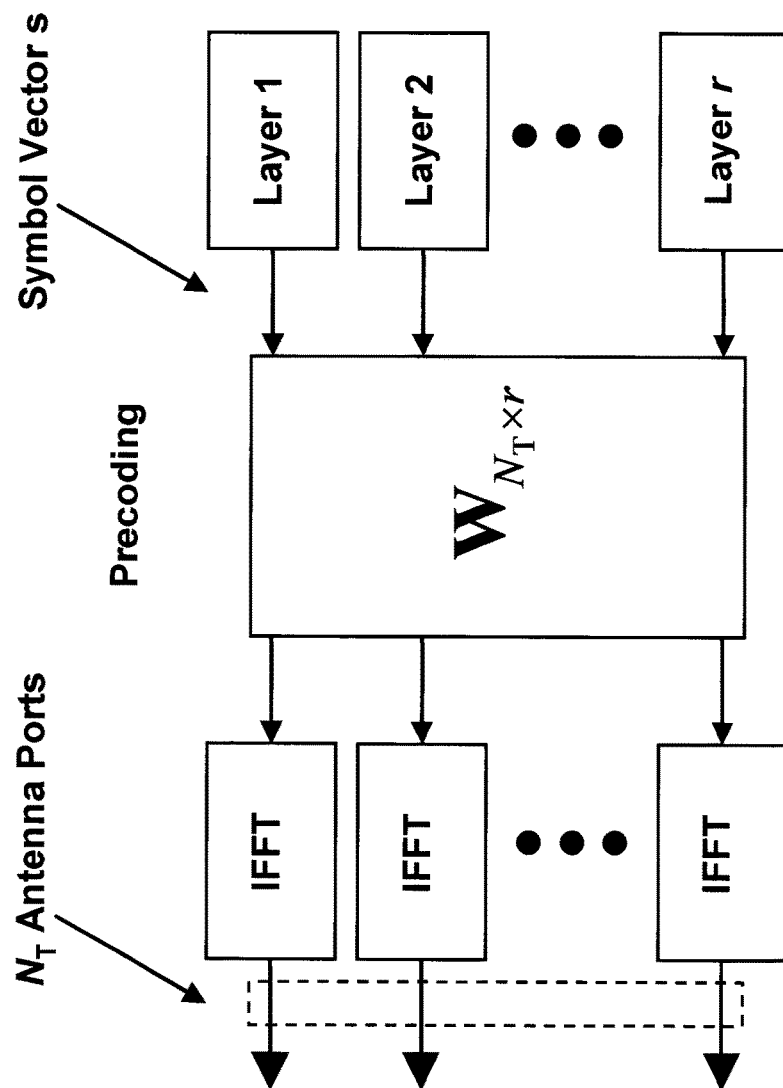 Symbol Vector s
Layer 1
Layer 2
Layer r
Precoding
W_{N_T×r}
N_T Antenna Ports
IFFT
IFFT
IFFT